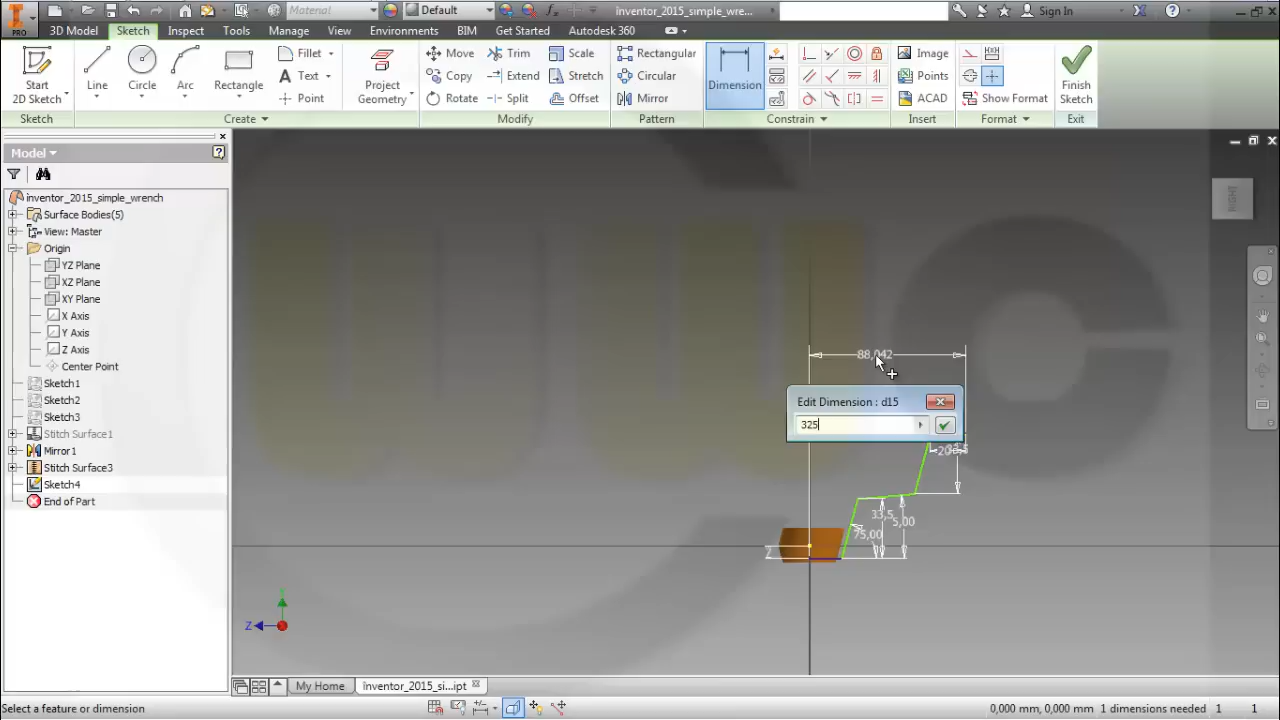 PRO
Material
Default
inventor_2015_simple_wre...
Sign In
3D Model
Sketch
Inspect
Tools
Manage
View
Environments
BIM
Get Started
Autodesk 360
Start
2D Sketch
Line
Circle
Arc
Rectangle
Fillet
Text
Point
Project
Geometry
Move
Copy
Rotate
Trim
Extend
Split
Scale
Stretch
Offset
Rectangular
Circular
Mirror
Dimension
Image
Points
ACAD
Show Format
Finish
Sketch
Sketch
Create
Modify
Pattern
Constrain
Insert
Format
Exit
Model
inventor_2015_simple_wrench
Surface Bodies(5)
View: Master
Origin
YZ Plane
XZ Plane
XY Plane
X Axis
Y Axis
Z Axis
Center Point
Sketch1
Sketch2
Sketch3
Stitch Surface1
Mirror1
Stitch Surface3
Sketch4
End of Part
RIGHT
88,042
Edit Dimension : d15
325
33,5
5,00
75,00
2
Z
My Home
inventor_2015_si...ipt
Select a feature or dimension
0,000 mm, 0,000 mm
1 dimensions needed
1
1